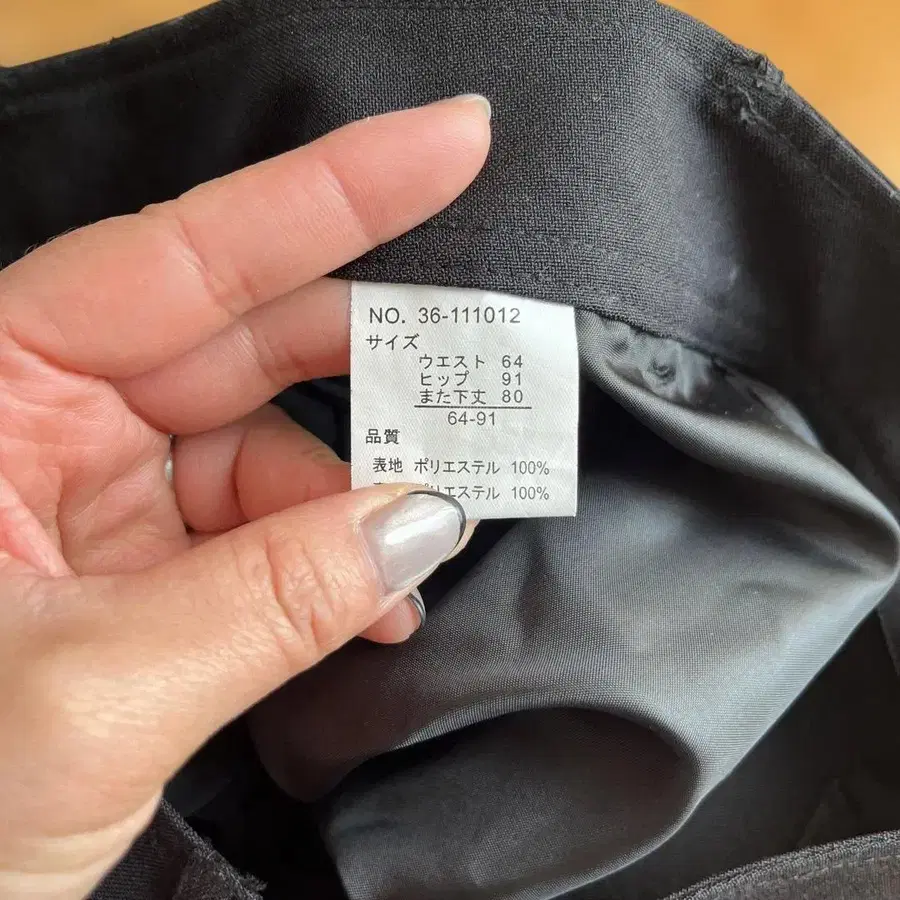 NO. 36-111012
サイズ
ウエスト 64
ヒップ 91
また下丈 80
64-91
品質
表地 ポリエステル 100%
リエステル 100%